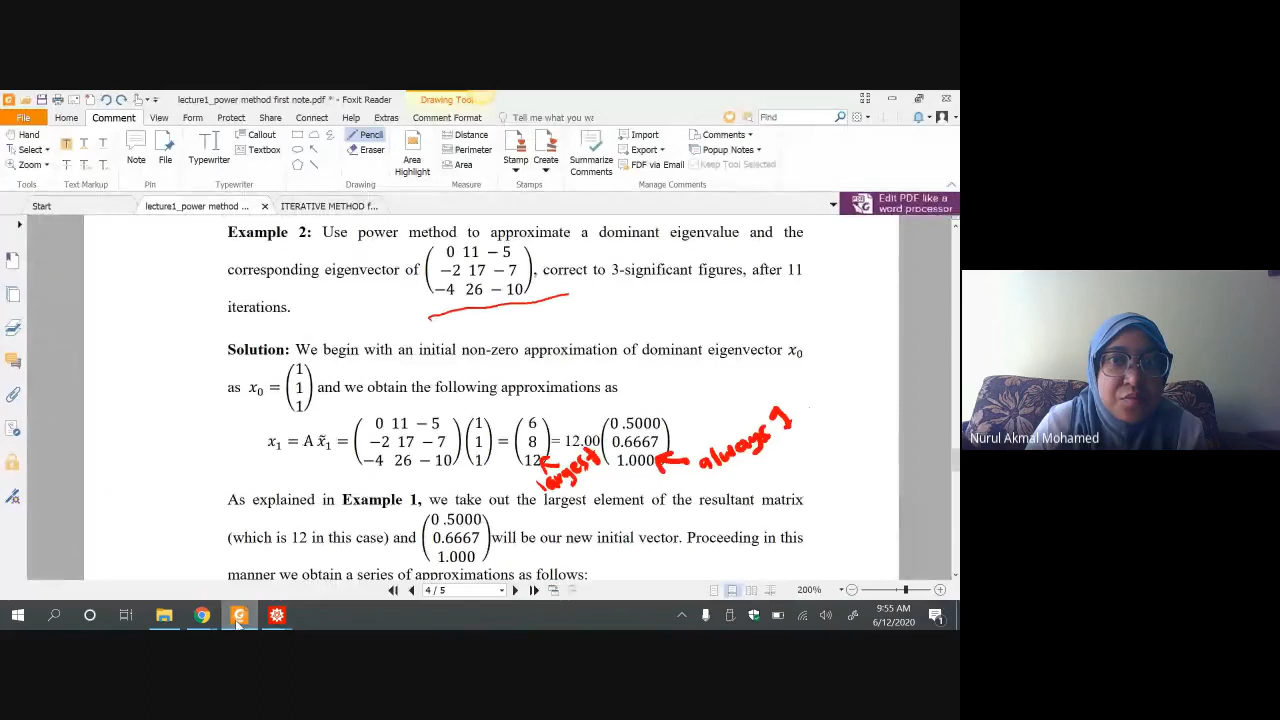 lecture1_power method first note.pdf * - Foxit Reader
Drawing Tool
File
Home
Comment
View
Form
Protect
Share
Connect
Help
Extras
Comment Format
Tell me what you w
Find
Hand
Select
Zoom
Tools
Text Markup
Note
File
Pin
Typewriter
Callout
Textbox
Typewriter
Pencil
Eraser
Drawing
Area Highlight
Distance
Perimeter
Area
Measure
Stamp
Create
Stamps
Summarize Comments
Import
Export
FDF via Email
Comments
Popup Notes
Keep Tool Selected
Manage Comments
Start
lecture1_power method ...
ITERATIVE METHOD f...
Edit PDF like a word processor
Example 2: Use power method to approximate a dominant eigenvalue and the
0 11 − 5
corresponding eigenvector of ( −2 17 − 7 ), correct to 3-significant figures, after 11
−4 26 − 10
iterations.
Solution: We begin with an initial non-zero approximation of dominant eigenvector x₀
1
as x₀ = ( 1 ) and we obtain the following approximations as
1
0 11 − 5 1 6 0 .5000
x₁ = A x̃₁ = ( −2 17 − 7 ) ( 1 ) = ( 8 ) = 12.00 ( 0.6667 )
−4 26 − 10 1 12 1.000
largest
always 1
As explained in Example 1, we take out the largest element of the resultant matrix
0 .5000
(which is 12 in this case) and ( 0.6667 ) will be our new initial vector. Proceeding in this
1.000
manner we obtain a series of approximations as follows:
4 / 5
200%
9:55 AM
6/12/2020
Nurul Akmal Mohamed